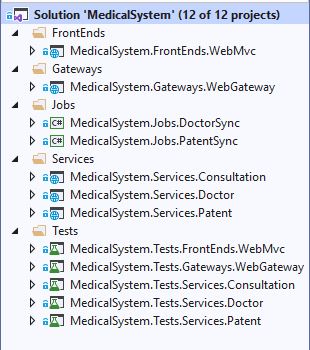 Solution 'MedicalSystem' (12 of 12 projects)
FrontEnds
MedicalSystem.FrontEnds.WebMvc
Gateways
MedicalSystem.Gateways.WebGateway
Jobs
C# MedicalSystem.Jobs.DoctorSync
C# MedicalSystem.Jobs.PatentSync
Services
MedicalSystem.Services.Consultation
MedicalSystem.Services.Doctor
MedicalSystem.Services.Patent
Tests
MedicalSystem.Tests.FrontEnds.WebMvc
MedicalSystem.Tests.Gateways.WebGateway
MedicalSystem.Tests.Services.Consultation
MedicalSystem.Tests.Services.Doctor
MedicalSystem.Tests.Services.Patent